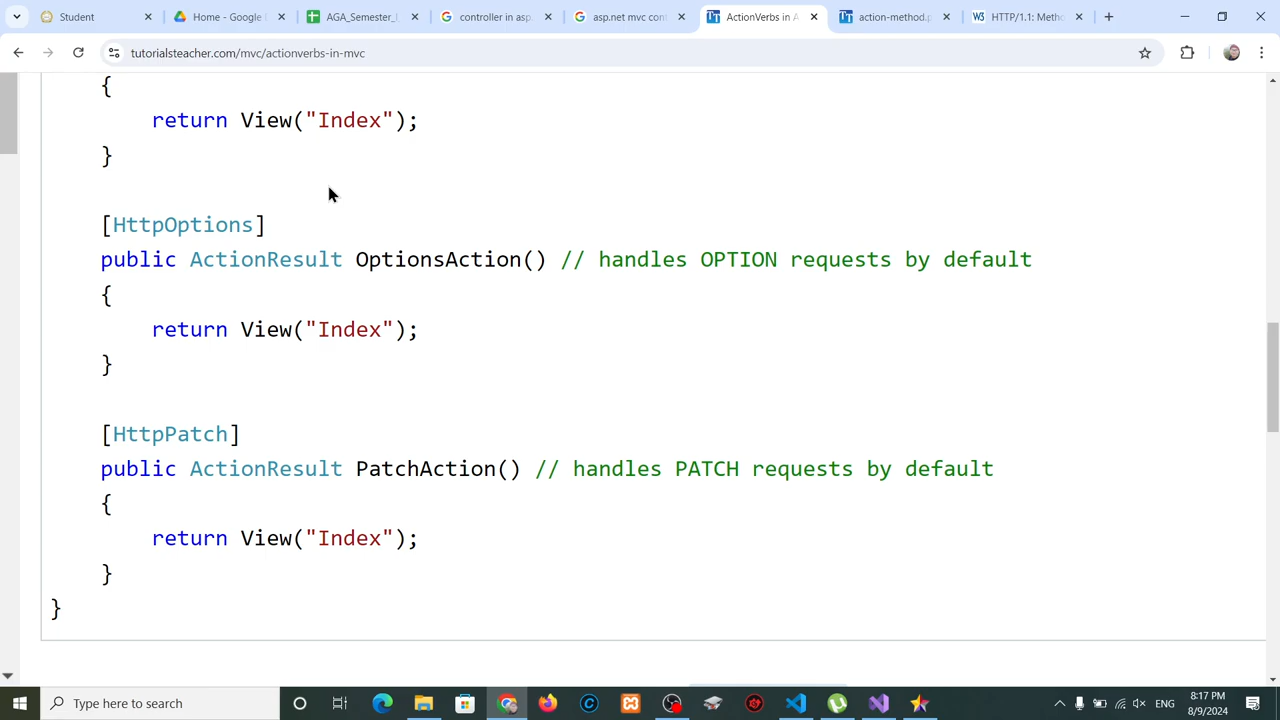 Student
Home - Google
AGA_Semester_
controller in asp.
asp.net mvc con
ActionVerbs in A
action-method.p
HTTP/1.1: Metho
tutorialsteacher.com/mvc/actionverbs-in-mvc
{
return View("Index");
}
[HttpOptions]
public ActionResult OptionsAction() // handles OPTION requests by default
{
return View("Index");
}
[HttpPatch]
public ActionResult PatchAction() // handles PATCH requests by default
{
return View("Index");
}
}
Type here to search
ENG
8:17 PM
8/9/2024